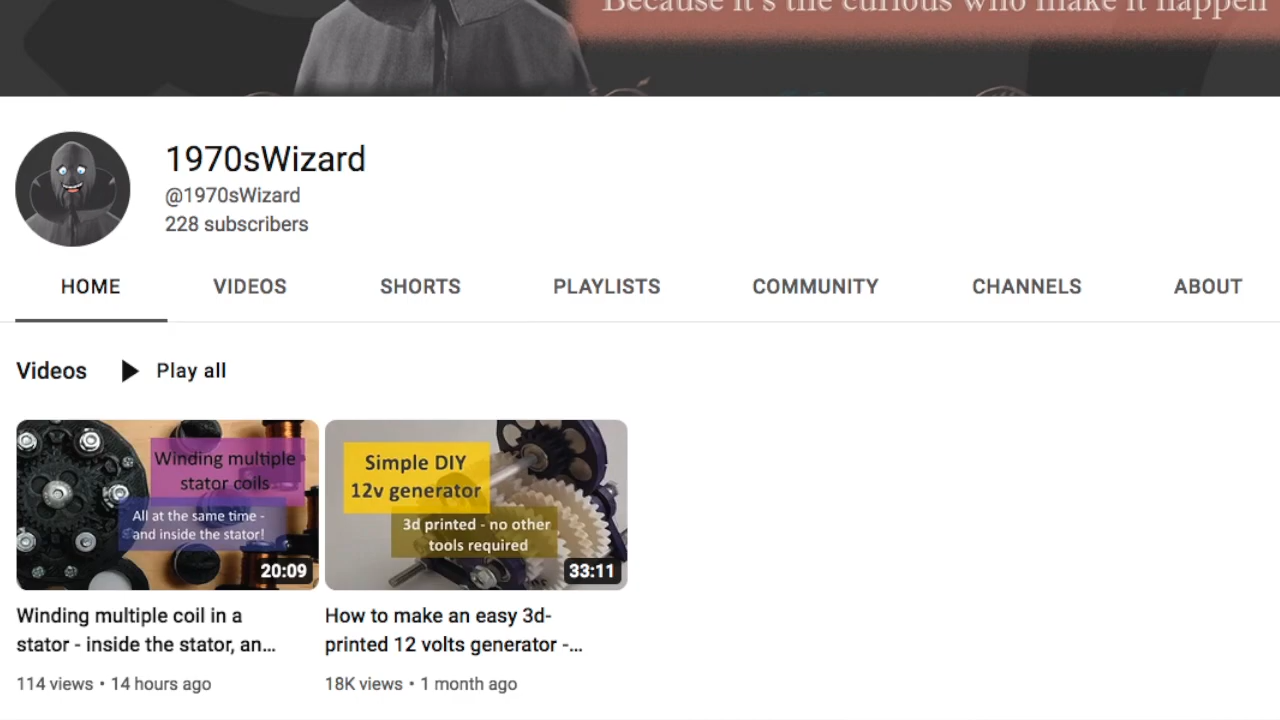 Because it's the curious who make it happen
1970sWizard
@1970sWizard
228 subscribers
HOME
VIDEOS
SHORTS
PLAYLISTS
COMMUNITY
CHANNELS
ABOUT
Videos
Play all
Winding multiple
stator coils
All at the same time -
and inside the stator!
20:09
Simple DIY
12v generator
3d printed - no other
tools required
33:11
Winding multiple coil in a
stator - inside the stator, an...
114 views • 14 hours ago
How to make an easy 3d-
printed 12 volts generator -...
18K views • 1 month ago